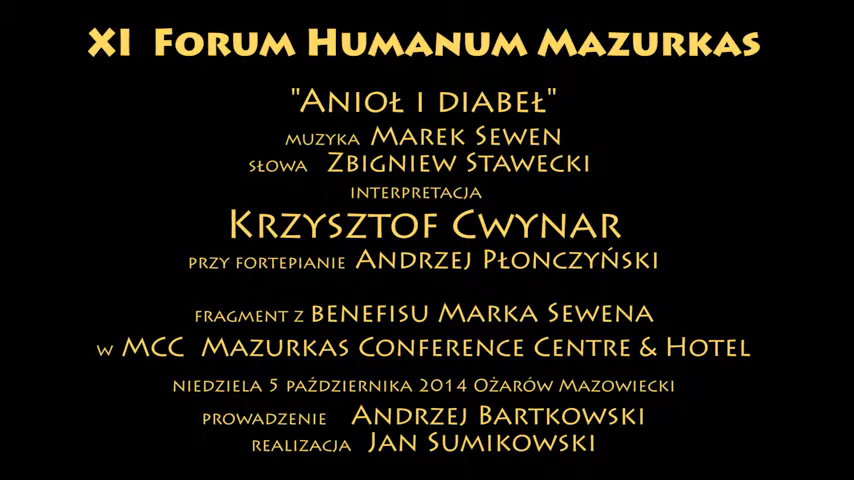 XI FORUM HUMANUM MAZURKAS
"ANIOŁ I DIABEŁ"
MUZYKA MAREK SEWEN
SŁOWA ZBIGNIEW STAWECKI
INTERPRETACJA
KRZYSZTOF CWYNAR
PRZY FORTEPIANIE ANDRZEJ PŁONCZYŃSKI
FRAGMENT Z BENEFISU MARKA SEWENA
W MCC MAZURKAS CONFERENCE CENTRE & HOTEL
NIEDZIELA 5 PAŹDZIERNIKA 2014 OŻARÓW MAZOWIECKI
PROWADZENIE ANDRZEJ BARTKOWSKI
REALIZACJA JAN SUMIKOWSKI